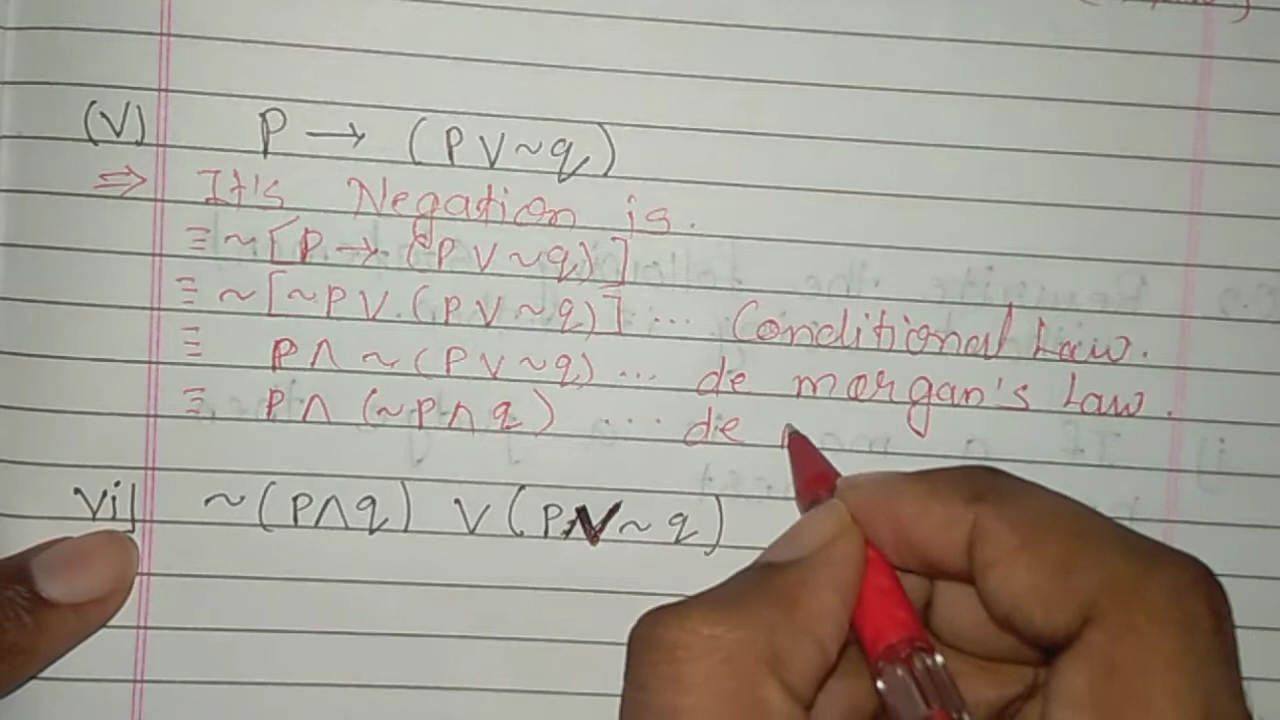 (V) P → (P V ~ q)
⇒ It's Negation is.
≡ ~ [P → (P V ~ q)]
≡ ~ [~P V (P V ~ q)] ... Conditional Law.
≡ P ∧ ~ (P V ~ q) ... de morgan's Law.
≡ P ∧ (~P ∧ q) ... de
vi) ~ (P ∧ q) V (P V ~ q)